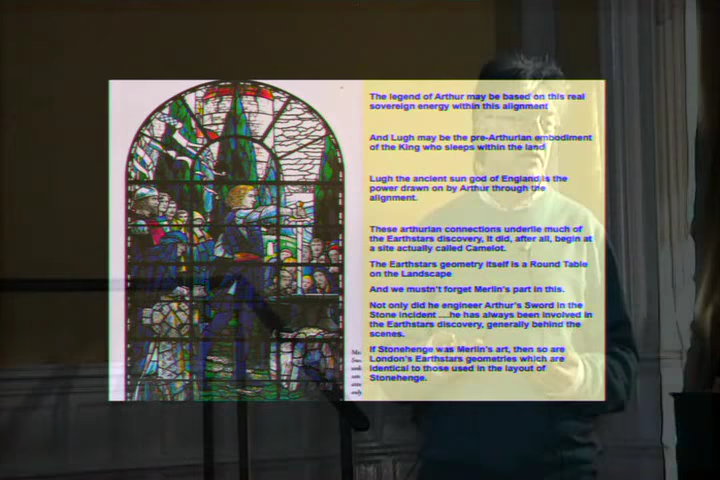 The legend of Arthur may be based on this real
sovereign energy within this alignment
And Lugh may be the pre-Arthurian embodiment
of the King who sleeps within the land
Lugh the ancient sun god of England is the
power drawn on by Arthur through the
alignment.
These arthurian connections underlie much of
the Earthstars discovery, it did, after all, begin at
a site actually called Camelot.
The Earthstars geometry itself is a Round Table
on the Landscape
And we mustn't forget Merlin's part in this.
Not only did he engineer Arthur's Sword in the
Stone incident ....he has always been involved in
the Earthstars discovery, generally behind the
scenes.
If Stonehenge was Merlin's art, then so are
London's Earthstars geometries which are
identical to those used in the layout of
Stonehenge.